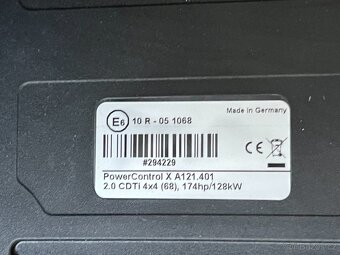 E6 10 R - 05 1068
Made in Germany
#294229
PowerControl X A121.401
2.0 CDTi 4x4 (68), 174hp/128kW